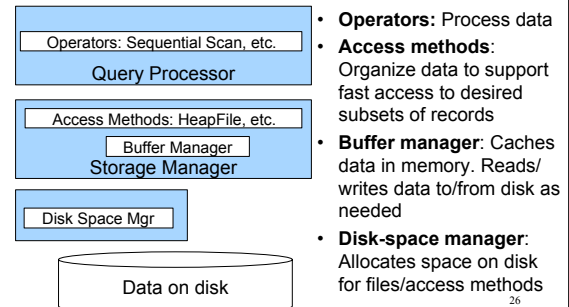 Operators: Sequential Scan, etc.
Query Processor
Access Methods: HeapFile, etc.
Buffer Manager
Storage Manager
Disk Space Mgr
Data on disk
• Operators: Process data
• Access methods:
Organize data to support
fast access to desired
subsets of records
• Buffer manager: Caches
data in memory. Reads/
writes data to/from disk as
needed
• Disk-space manager:
Allocates space on disk
for files/access methods
26